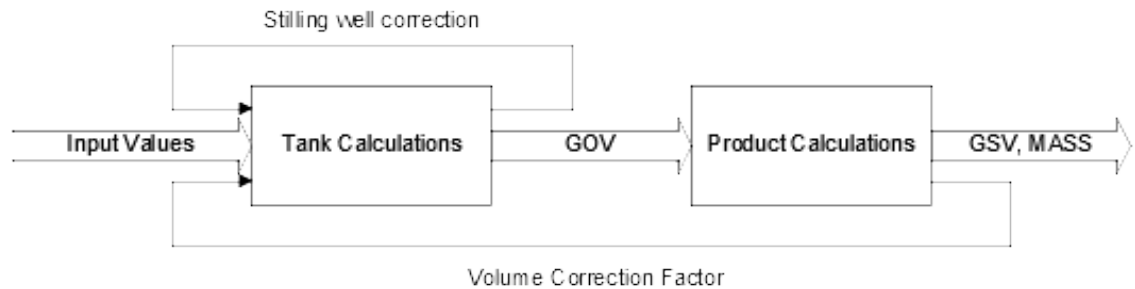 Stilling well correction
Input Values
Tank Calculations
GOV
Product Calculations
GSV, MASS
Volume Correction Factor